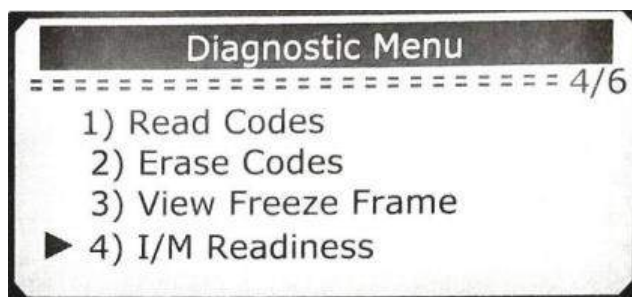 Diagnostic Menu
4/6
1) Read Codes
2) Erase Codes
3) View Freeze Frame
4) I/M Readiness